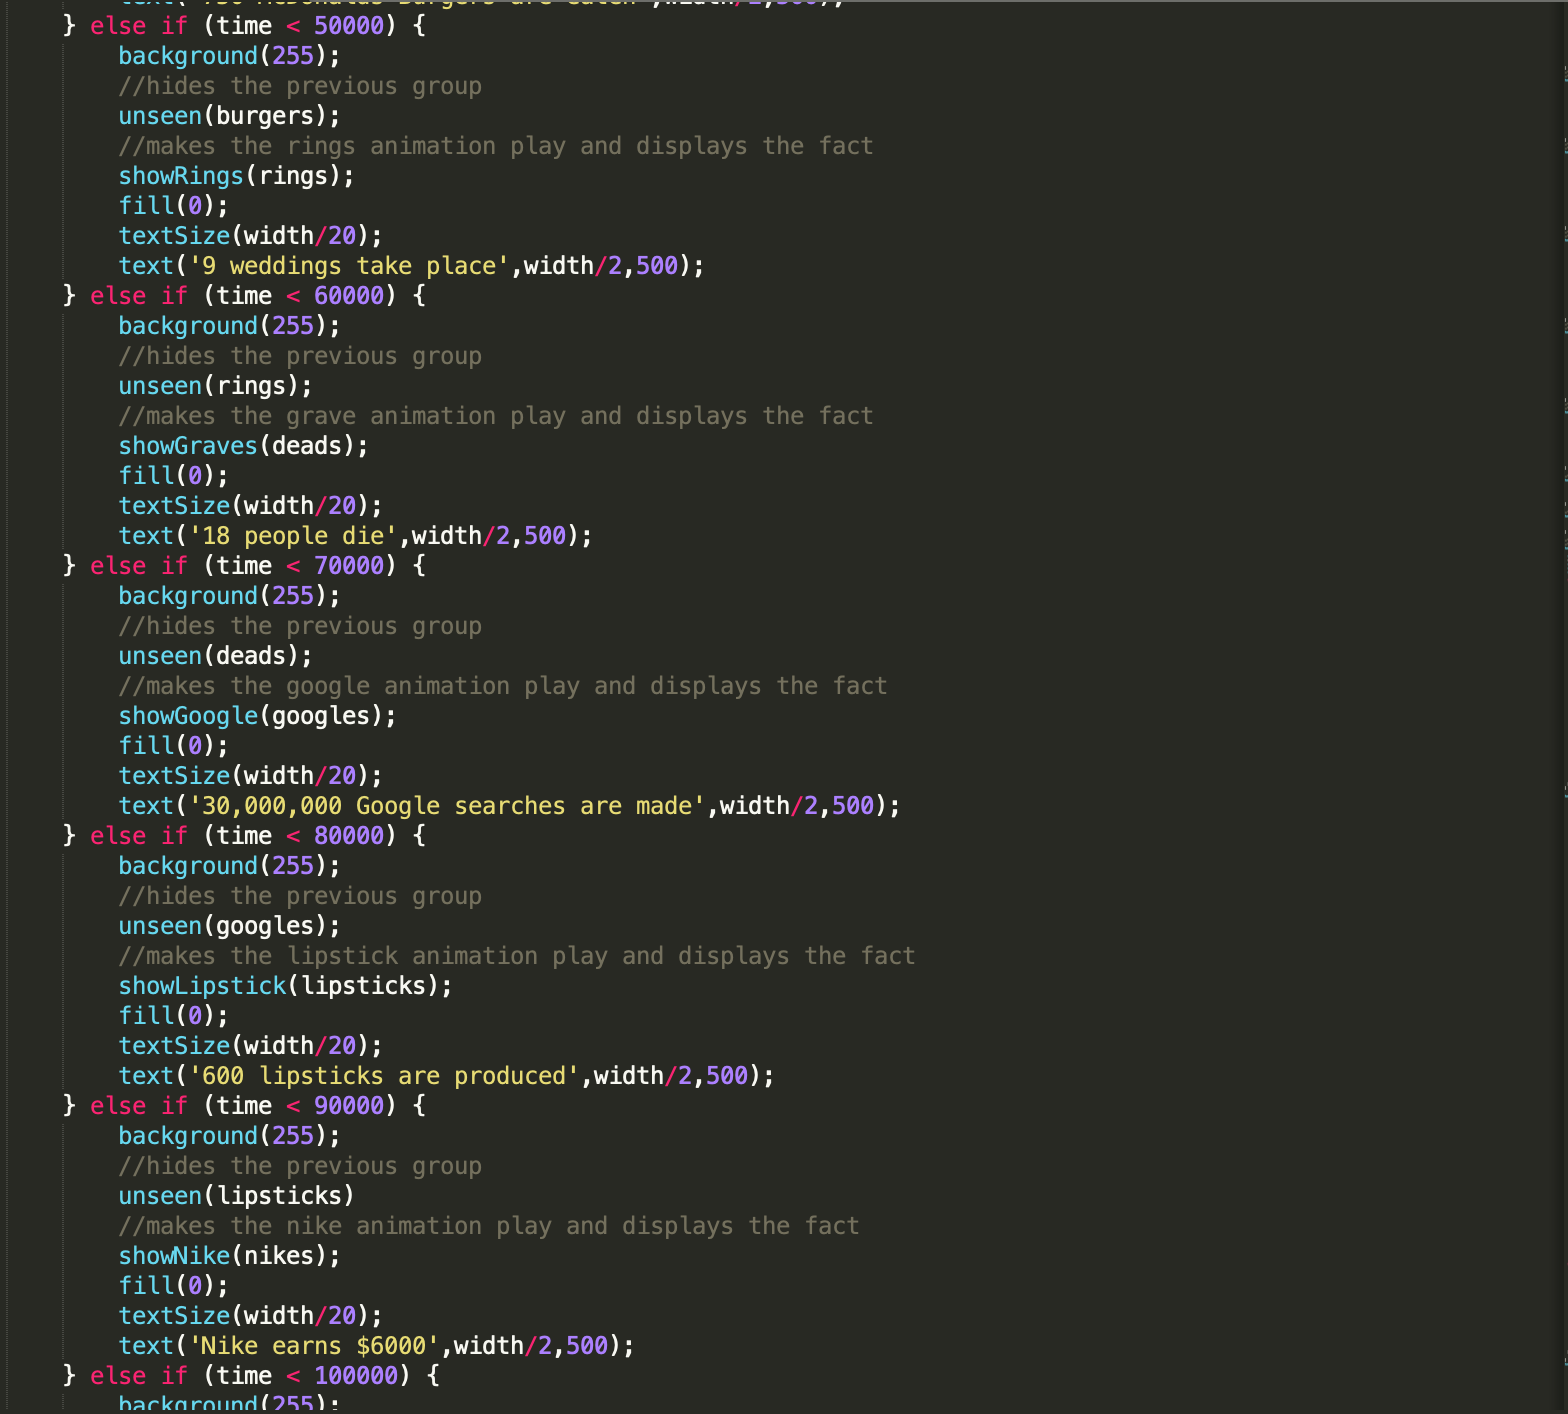 } else if (time < 50000) {
background(255);
//hides the previous group
unseen(burgers);
//makes the rings animation play and displays the fact
showRings(rings);
fill(0);
textSize(width/20);
text('9 weddings take place',width/2,500);
} else if (time < 60000) {
background(255);
//hides the previous group
unseen(rings);
//makes the grave animation play and displays the fact
showGraves(deads);
fill(0);
textSize(width/20);
text('18 people die',width/2,500);
} else if (time < 70000) {
background(255);
//hides the previous group
unseen(deads);
//makes the google animation play and displays the fact
showGoogle(googles);
fill(0);
textSize(width/20);
text('30,000,000 Google searches are made',width/2,500);
} else if (time < 80000) {
background(255);
//hides the previous group
unseen(googles);
//makes the lipstick animation play and displays the fact
showLipstick(lipsticks);
fill(0);
textSize(width/20);
text('600 lipsticks are produced',width/2,500);
} else if (time < 90000) {
background(255);
//hides the previous group
unseen(lipsticks)
//makes the nike animation play and displays the fact
showNike(nikes);
fill(0);
textSize(width/20);
text('Nike earns $6000',width/2,500);
} else if (time < 100000) {
background(255);